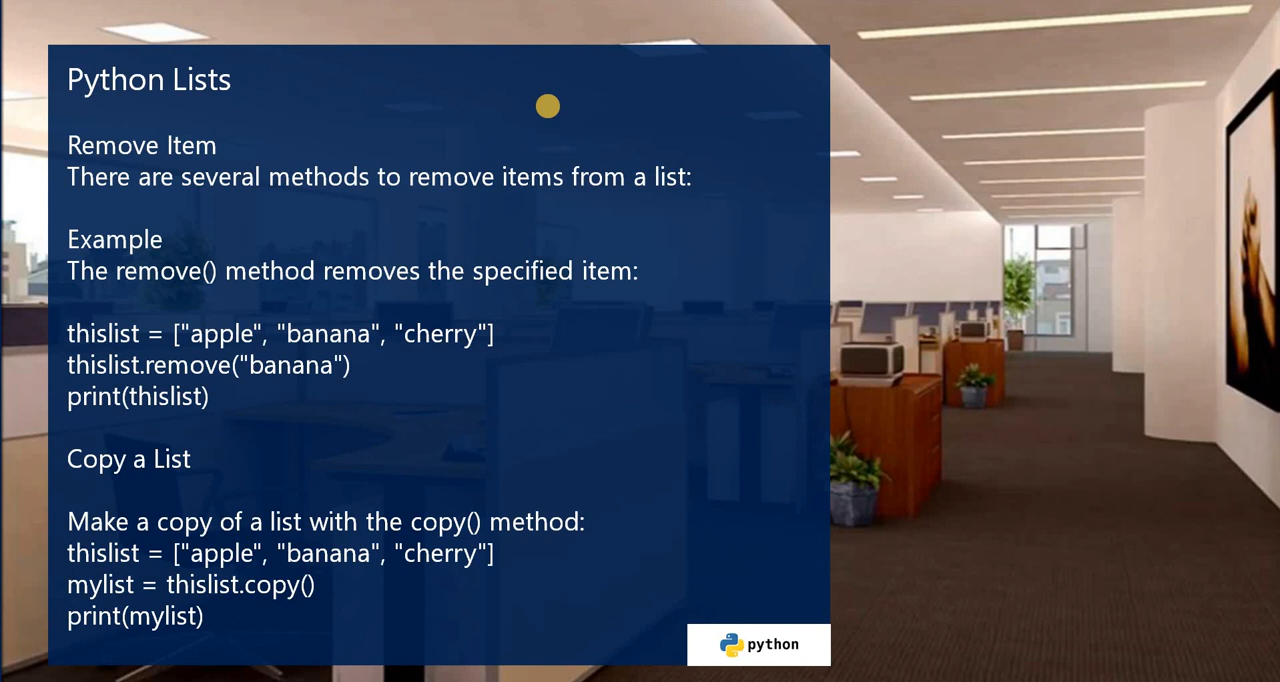 Python Lists
Remove Item
There are several methods to remove items from a list:
Example
The remove() method removes the specified item:
thislist = ["apple", "banana", "cherry"]
thislist.remove("banana")
print(thislist)
Copy a List
Make a copy of a list with the copy() method:
thislist = ["apple", "banana", "cherry"]
mylist = thislist.copy()
print(mylist)
python